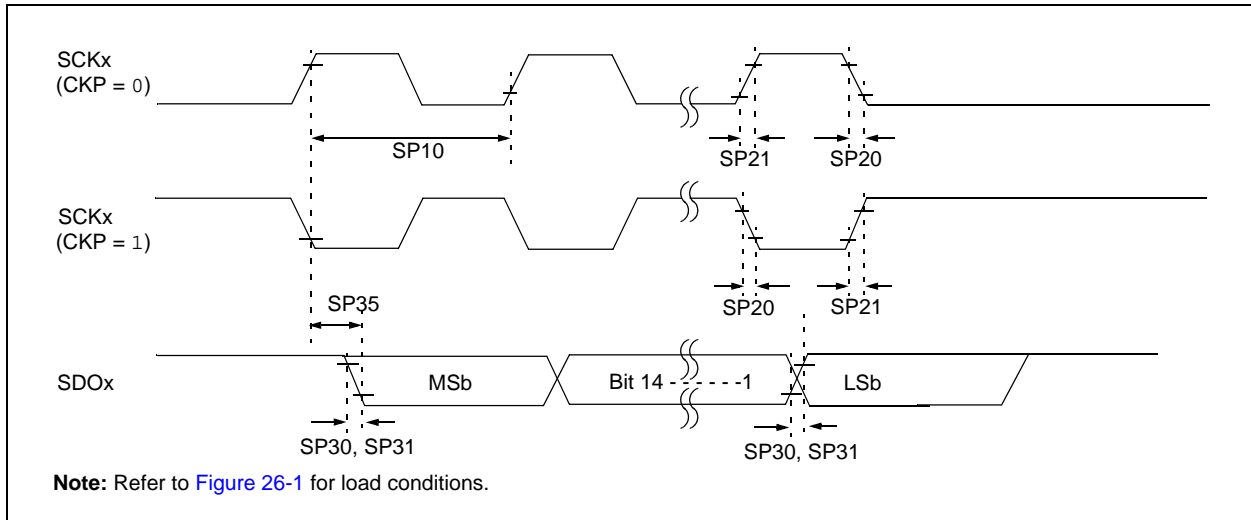 SCKx
(CKP = 0)
SP10
SP21
SP20
SCKx
(CKP = 1)
SP35
SP20
SP21
SDOx
MSb
Bit 14 - - - - - -1
LSb
SP30, SP31
SP30, SP31
Note: Refer to Figure 26-1 for load conditions.